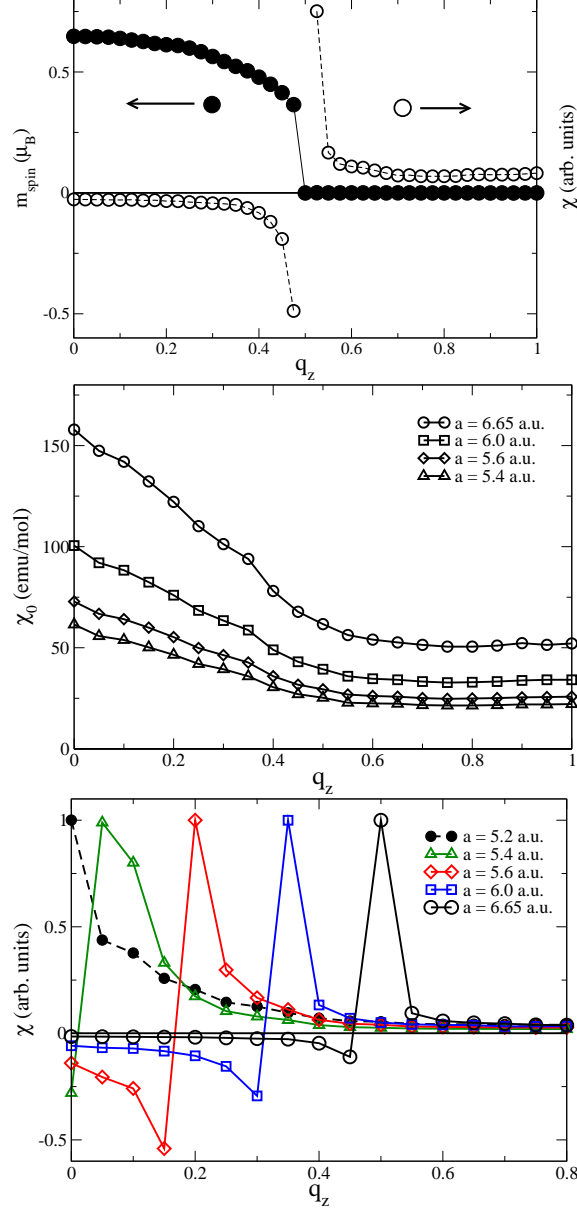 0.5
0
-0.5
m_spin (μ_B)
χ (arb. units)
0 0.2 0.4 0.6 0.8 1
q_z
150
100
50
0
χ_0 (emu/mol)
a = 6.65 a.u.
a = 6.0 a.u.
a = 5.6 a.u.
a = 5.4 a.u.
0 0.2 0.4 0.6 0.8 1
q_z
1
0.5
0
-0.5
χ (arb. units)
a = 5.2 a.u.
a = 5.4 a.u.
a = 5.6 a.u.
a = 6.0 a.u.
a = 6.65 a.u.
0 0.2 0.4 0.6 0.8
q_z